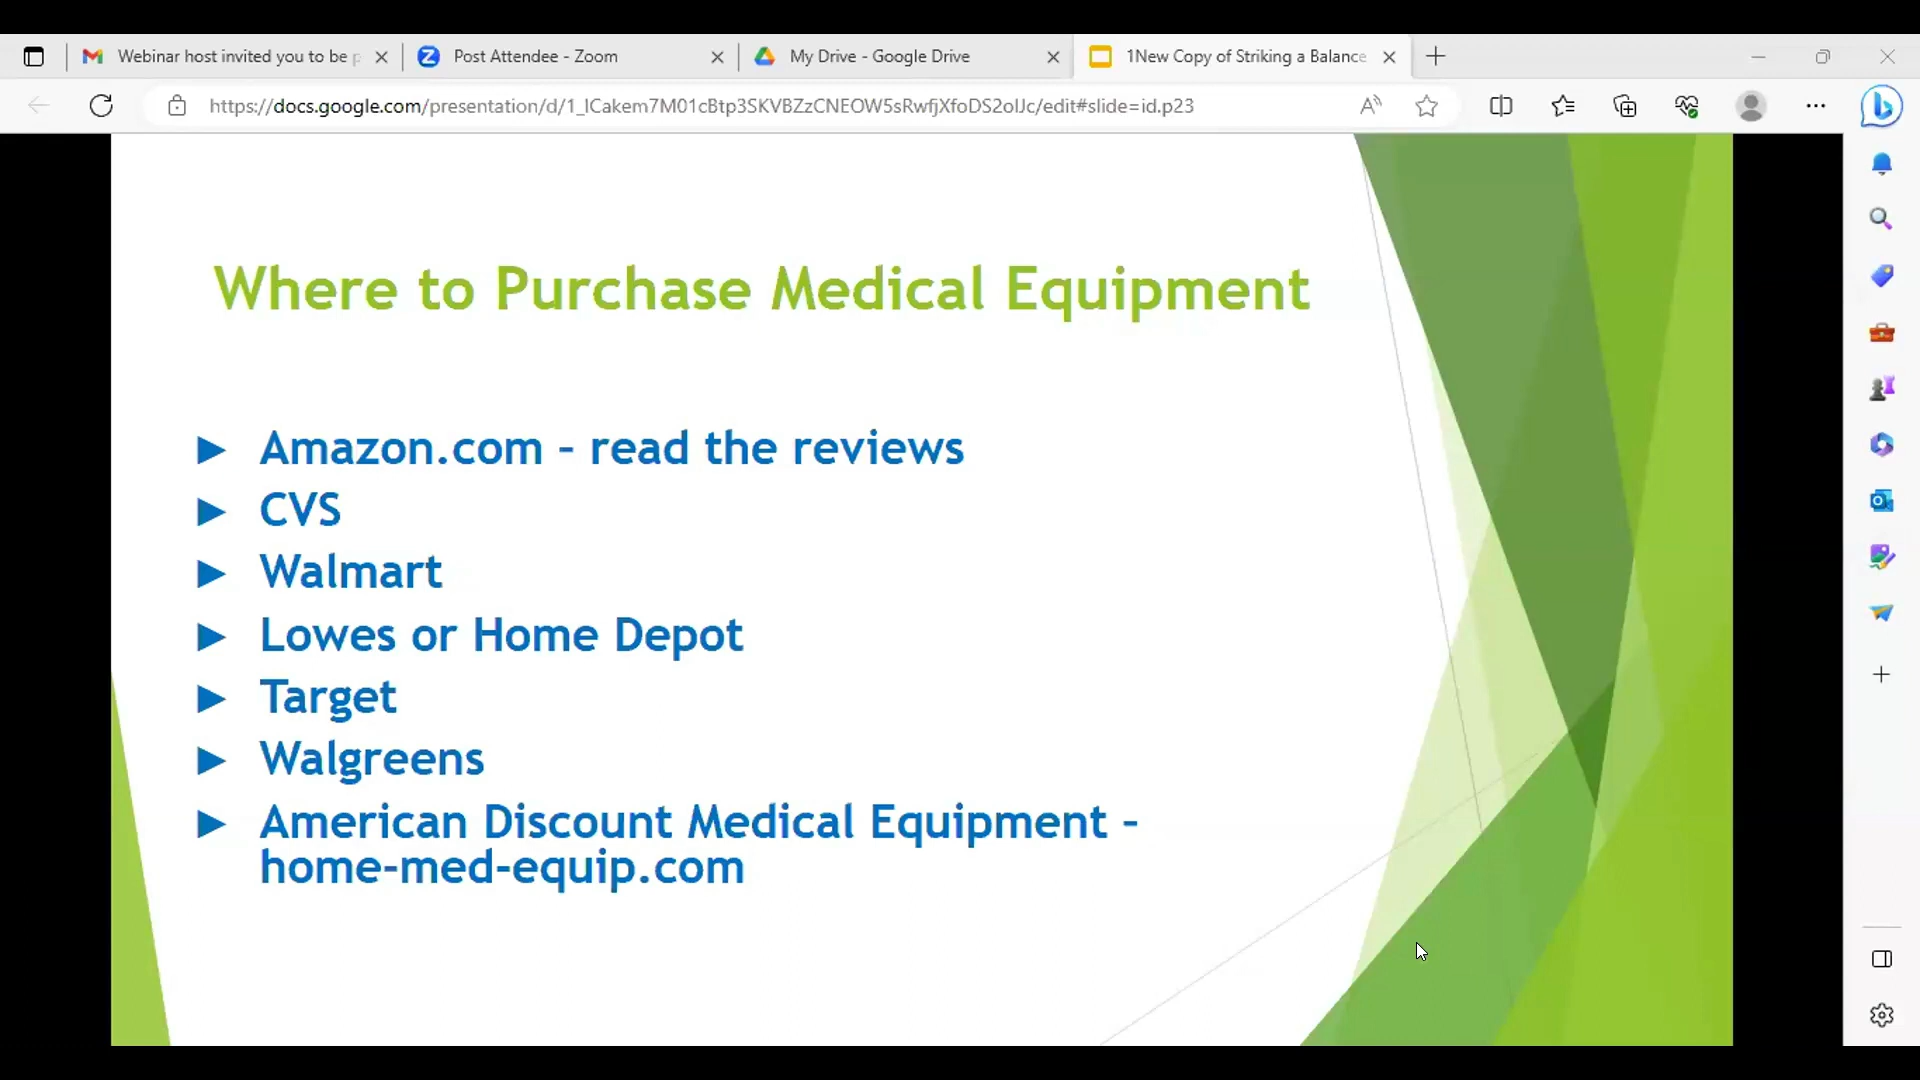 Webinar host invited you to be p
Post Attendee - Zoom
My Drive - Google Drive
1New Copy of Striking a Balance
https://docs.google.com/presentation/d/1_lCakem7M01cBtp3SKVBZzCNEOW5sRwfjXfoDS2olJc/edit#slide=id.p23
Where to Purchase Medical Equipment
► Amazon.com – read the reviews
► CVS
► Walmart
► Lowes or Home Depot
► Target
► Walgreens
► American Discount Medical Equipment –
home-med-equip.com